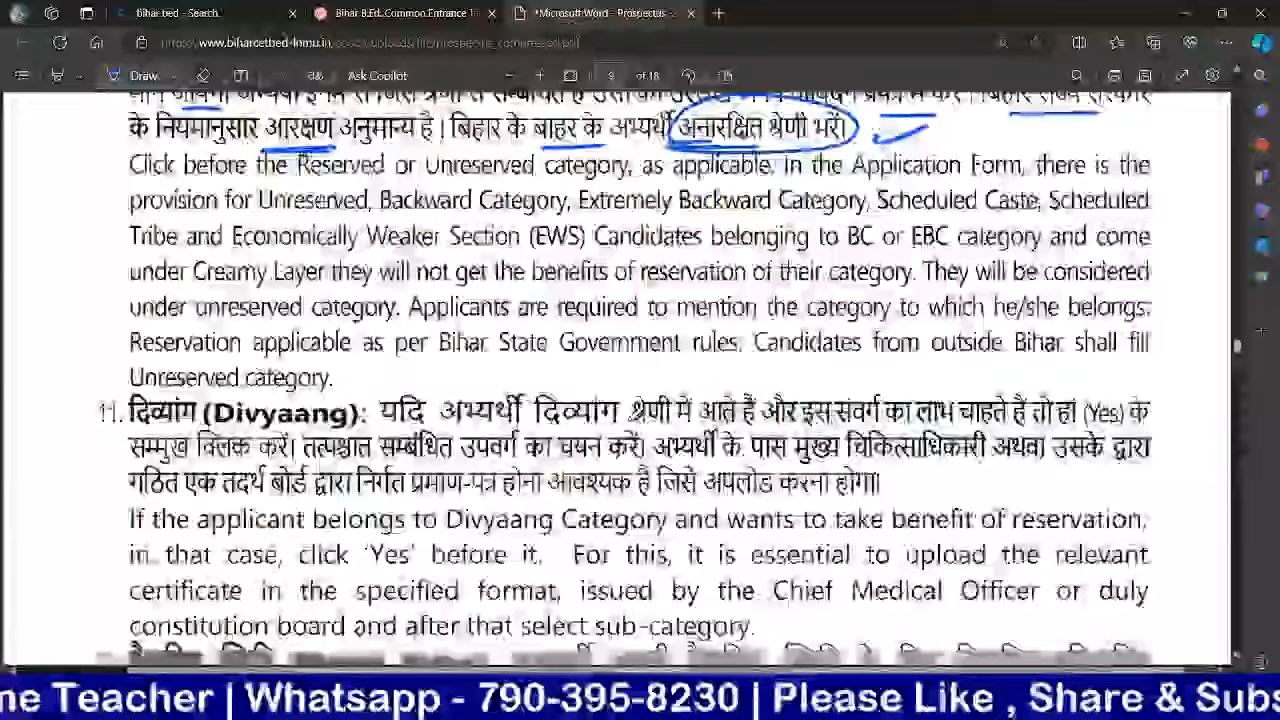 bihar bed - Search
Bihar B.Ed. Common Entrance
*Microsoft Word - Prospectus
www.biharcetbed-lnmu.in
Draw
Ask Copilot
9 of 18
के नियमानुसार आरक्षण अनुमान्य है। बिहार के बाहर के अभ्यर्थी अनारक्षित श्रेणी भरें।
Click before the Reserved or Unreserved category, as applicable. In the Application Form, there is the
provision for Unreserved, Backward Category, Extremely Backward Category, Scheduled Caste, Scheduled
Tribe and Economically Weaker Section (EWS) Candidates belonging to BC or EBC category and come
under Creamy Layer they will not get the benefits of reservation of their category. They will be considered
under unreserved category. Applicants are required to mention the category to which he/she belongs.
Reservation applicable as per Bihar State Government rules. Candidates from outside Bihar shall fill
Unreserved category.
11. दिव्यांग (Divyaang): यदि अभ्यर्थी दिव्यांग श्रेणी में आते हैं और इस संवर्ग का लाभ चाहते है तो हां (Yes) के
सम्मुख क्लिक करें। तत्पश्चात सम्बंधित उपवर्ग का चयन करें। अभ्यर्थी के पास मुख्य चिकित्साधिकारी अथवा उसके द्वारा
गठित एक तदर्थ बोर्ड द्वारा निर्गत प्रमाण-पत्र होना आवश्यक है जिसे अपलोड करना होगा।
If the applicant belongs to Divyaang Category and wants to take benefit of reservation,
in that case, click 'Yes' before it. For this, it is essential to upload the relevant
certificate in the specified format, issued by the Chief Medical Officer or duly
constitution board and after that select sub-category.
me Teacher | Whatsapp - 790-395-8230 | Please Like , Share & Subs